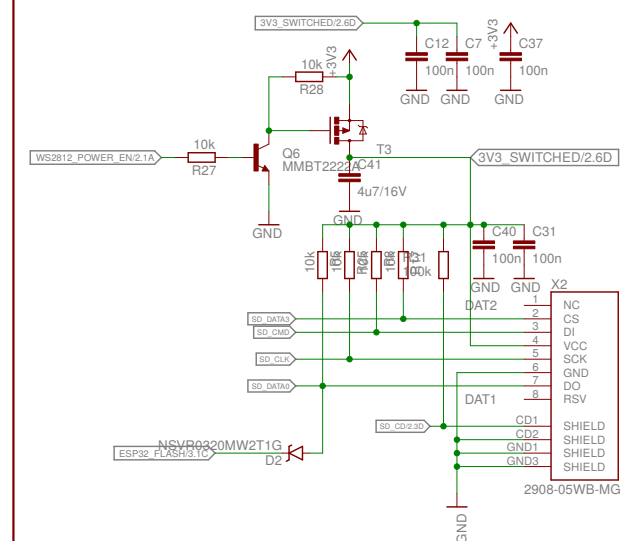 3V3_SWITCHED/2.6D
C12
C7
+3V3
C37
100n
100n
100n
GND
GND
GND
10k
+3V3
R28
10k
WS2812_POWER_EN/2.1A
R27
Q6
MMBT2222A
T3
C41
4u7/16V
3V3_SWITCHED/2.6D
GND
GND
C40
C31
100n
100n
10k
10k
100k
GND
GND
X2
DAT2
1
NC
SD_DATA3
2
CS
SD_CMD
3
DI
4
VCC
SD_CLK
5
SCK
6
GND
SD_DATA0
7
DO
DAT1
8
RSV
SD_CD/2.3D
CD1
SHIELD
CD2
SHIELD
NSVR0320MW2T1G
GND1
SHIELD
ESP32_FLASH/3.1C
D2
GND3
SHIELD
2908-05WB-MG
GND